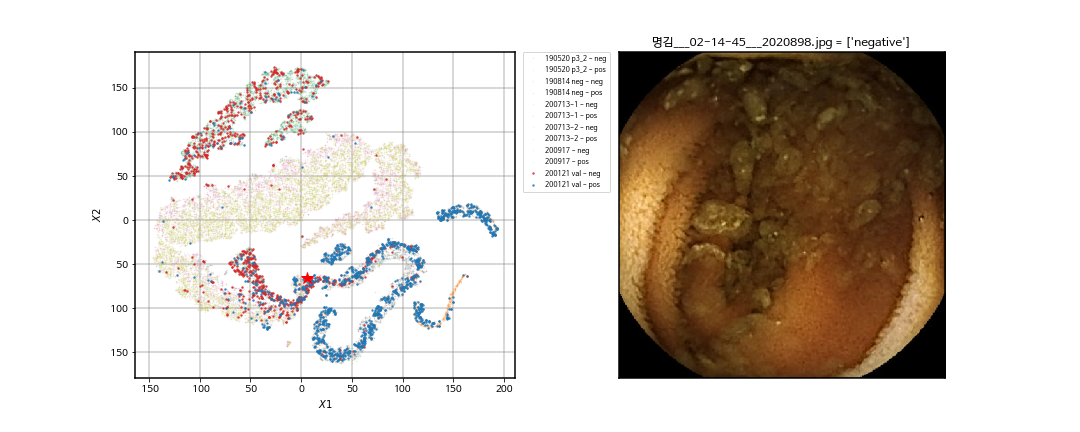 명김___02-14-45___2020898.jpg = ['negative']
190520 p3_2 - neg
190520 p3_2 - pos
190814 neg - neg
190814 neg - pos
200713-1 - neg
200713-1 - pos
200713-2 - neg
200713-2 - pos
200917 - neg
200917 - pos
200121 val - neg
200121 val - pos
150
100
50
0
50
100
150
X2
150 100 50 0 50 100 150 200
X1